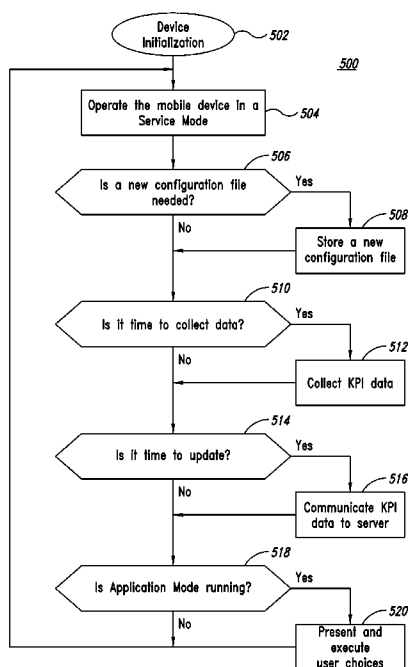 Device
Initialization
502
500
Operate the mobile device in a
Service Mode
504
506
Is a new configuration file
needed?
Yes
508
No
Store a new
configuration file
510
Is it time to collect data?
Yes
512
No
Collect KPI data
514
Is it time to update?
Yes
516
No
Communicate KPI
data to server
518
Is Application Mode running?
Yes
520
No
Present and
execute
user choices